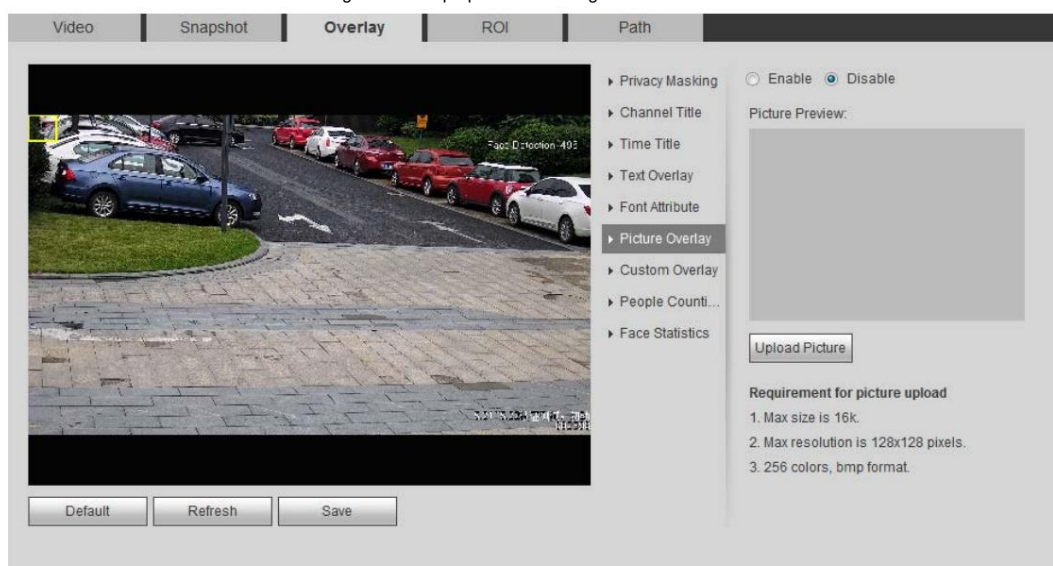 Video Snapshot Overlay ROI Path
Privacy Masking
Channel Title
Time Title
Text Overlay
Font Attribute
Picture Overlay
Custom Overlay
People Counti...
Face Statistics
Enable Disable
Picture Preview:
Upload Picture
Requirement for picture upload
1. Max size is 16k.
2. Max resolution is 128x128 pixels.
3. 256 colors, bmp format.
Face Detection
Default Refresh Save